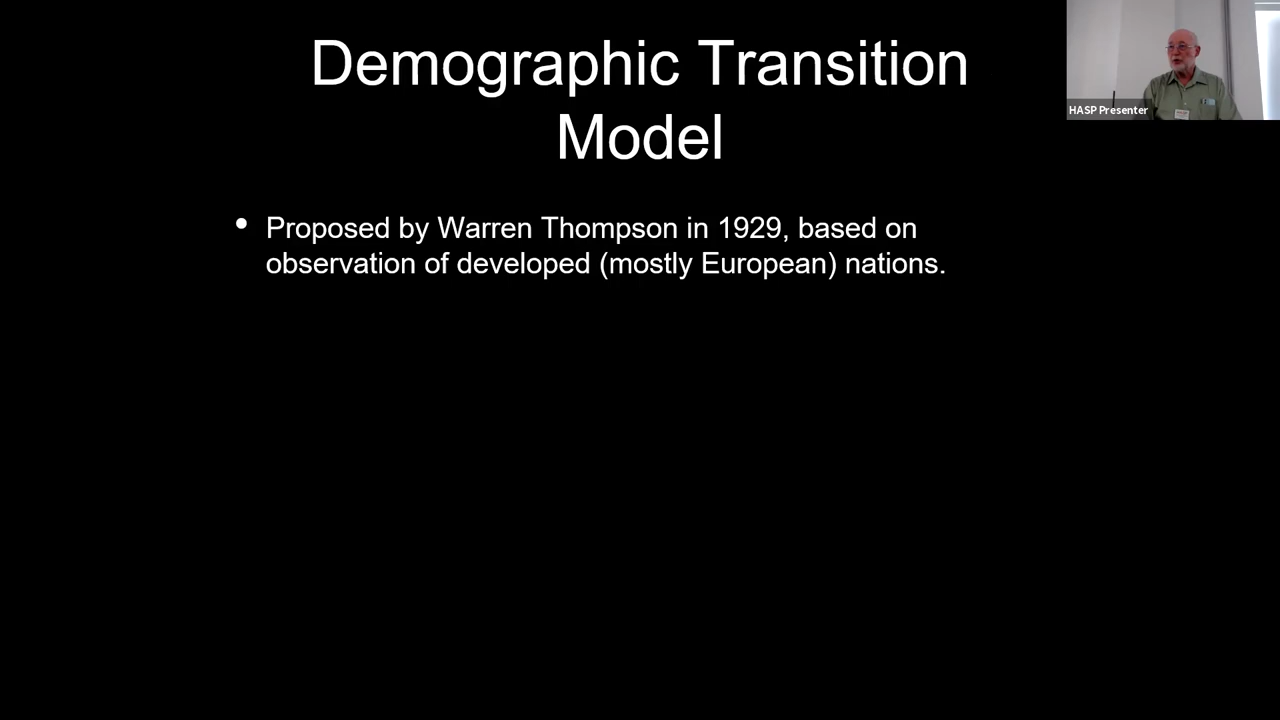 Demographic Transition
Model
• Proposed by Warren Thompson in 1929, based on
observation of developed (mostly European) nations.
HASP Presenter